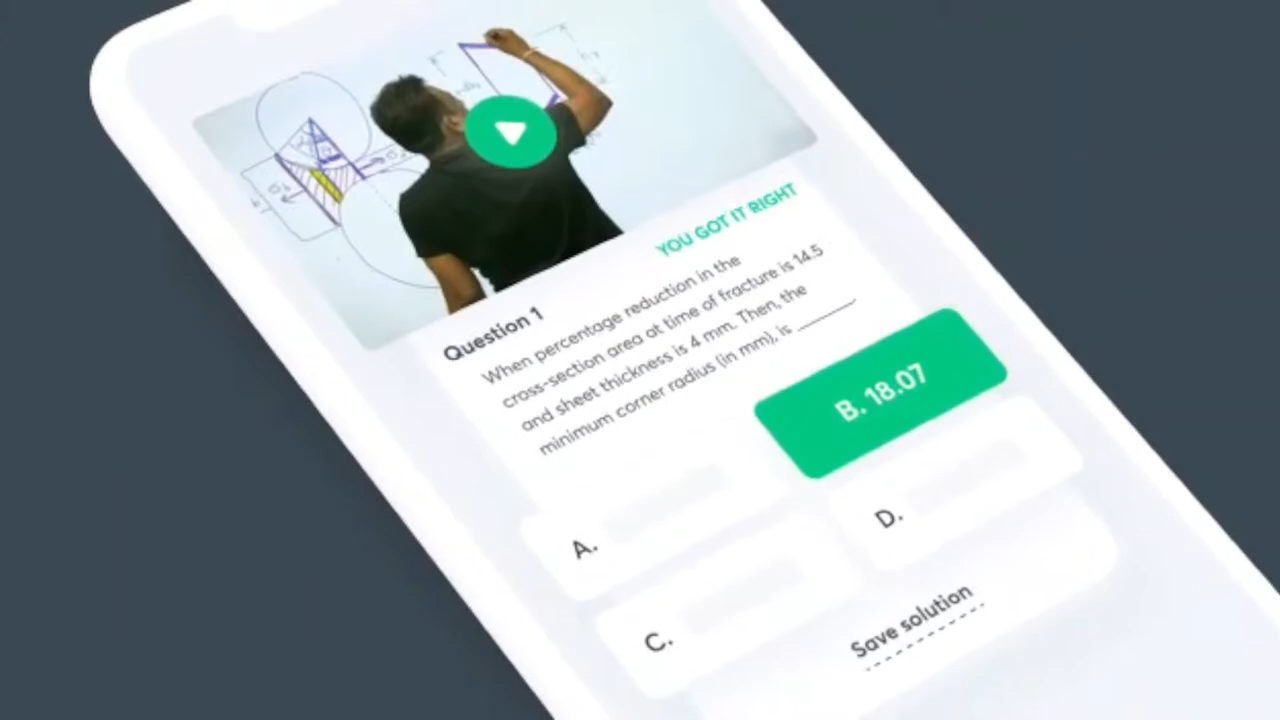 YOU GOT IT RIGHT
Question 1
When percentage reduction in the
cross-section area at time of fracture is 14.5
and sheet thickness is 4 mm. Then, the
minimum corner radius (in mm), is ________
B. 18.07
A.
D.
C.
Save solution